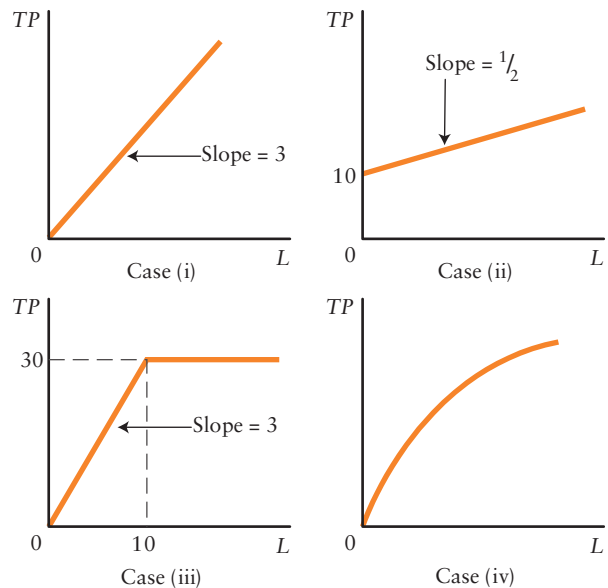 TP
Slope = 3
0
L
Case (i)
TP
Slope = 1/2
10
0
L
Case (ii)
TP
30
Slope = 3
0
10
L
Case (iii)
TP
0
L
Case (iv)